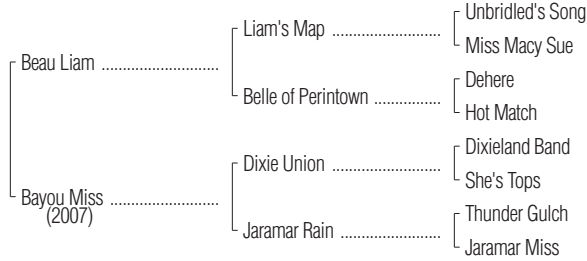 Unbridled's Song
Liam's Map ....................
Miss Macy Sue
Beau Liam ......................
Dehere
Belle of Perintown ............
Hot Match
Dixieland Band
Dixie Union ....................
She's Tops
Bayou Miss ....................
(2007)
Thunder Gulch
Jaramar Rain ..................
Jaramar Miss